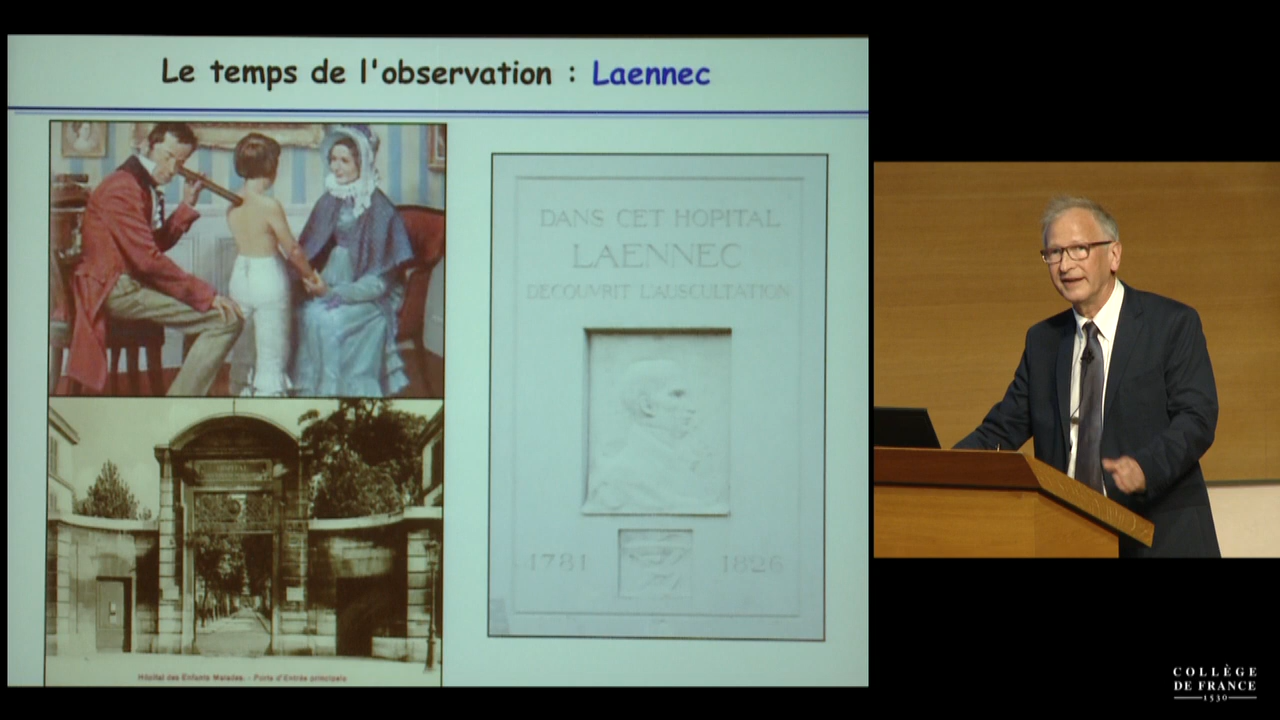 Le temps de l'observation : Laennec
DANS CET HOPITAL
LAENNEC
DECOUVRIT L'AUSCULTATION
1781
1826
HOPITAL
Hôpital des Enfants Malades. - Porte d'Entrée principale
COLLÈGE
DE FRANCE
1530